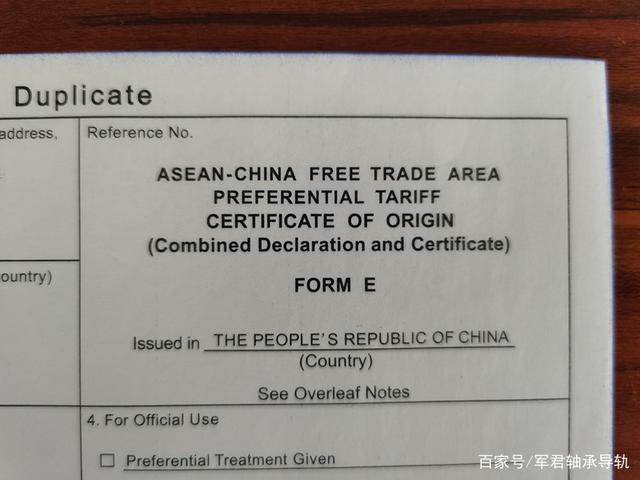 Duplicate
address,
Reference No.
ASEAN-CHINA FREE TRADE AREA
PREFERENTIAL TARIFF
CERTIFICATE OF ORIGIN
(Combined Declaration and Certificate)
ountry)
FORM E
Issued in THE PEOPLE'S REPUBLIC OF CHINA
(Country)
See Overleaf Notes
4. For Official Use
☐ Preferential Treatment Given
百家号/军君轴承导轨